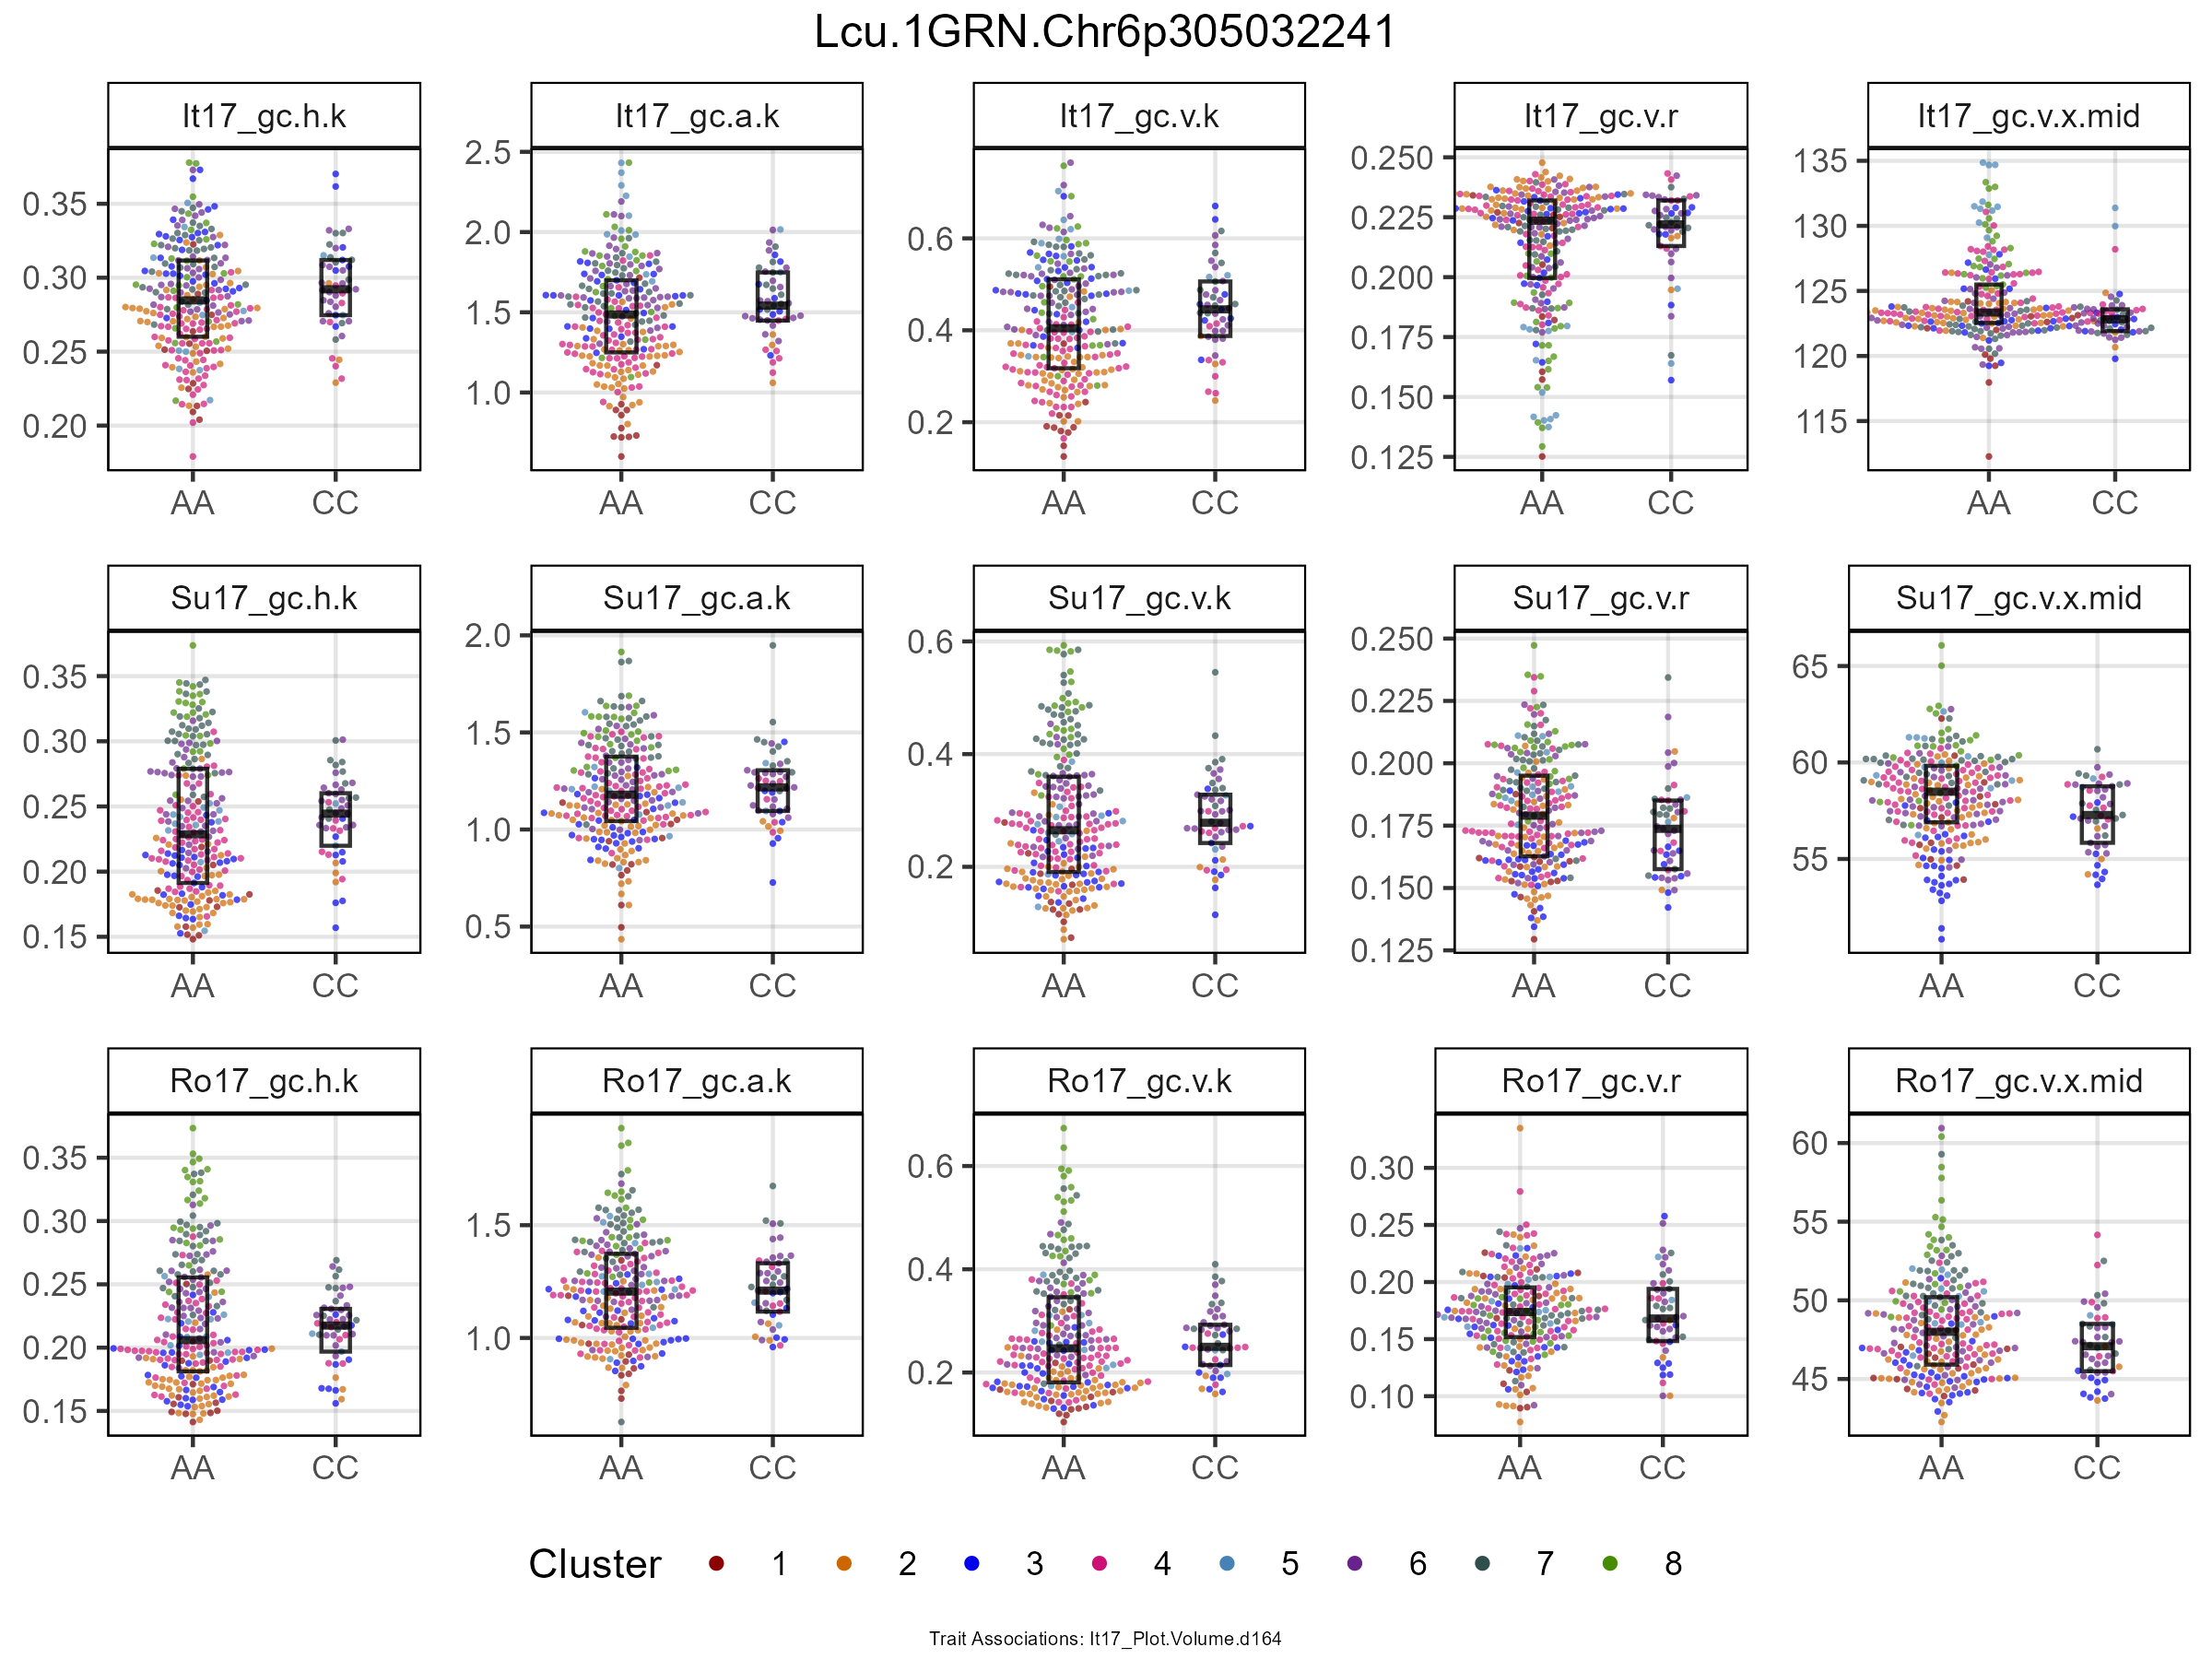 Lcu.1GRN.Chr6p305032241
It17_gc.h.k
It17_gc.a.k
It17_gc.v.k
It17_gc.v.r
It17_gc.v.x.mid
0.35
0.30
0.25
0.20
2.5
2.0
1.5
1.0
0.6
0.4
0.2
0.250
0.225
0.200
0.175
0.150
0.125
135
130
125
120
115
AA CC
AA CC
AA CC
AA CC
AA CC
Su17_gc.h.k
Su17_gc.a.k
Su17_gc.v.k
Su17_gc.v.r
Su17_gc.v.x.mid
0.35
0.30
0.25
0.20
0.15
2.0
1.5
1.0
0.5
0.6
0.4
0.2
0.250
0.225
0.200
0.175
0.150
0.125
65
60
55
AA CC
AA CC
AA CC
AA CC
AA CC
Ro17_gc.h.k
Ro17_gc.a.k
Ro17_gc.v.k
Ro17_gc.v.r
Ro17_gc.v.x.mid
0.35
0.30
0.25
0.20
0.15
1.5
1.0
0.6
0.4
0.2
0.30
0.25
0.20
0.15
0.10
60
55
50
45
AA CC
AA CC
AA CC
AA CC
AA CC
Cluster 1 2 3 4 5 6 7 8
Trait Associations: It17_Plot.Volume.d164